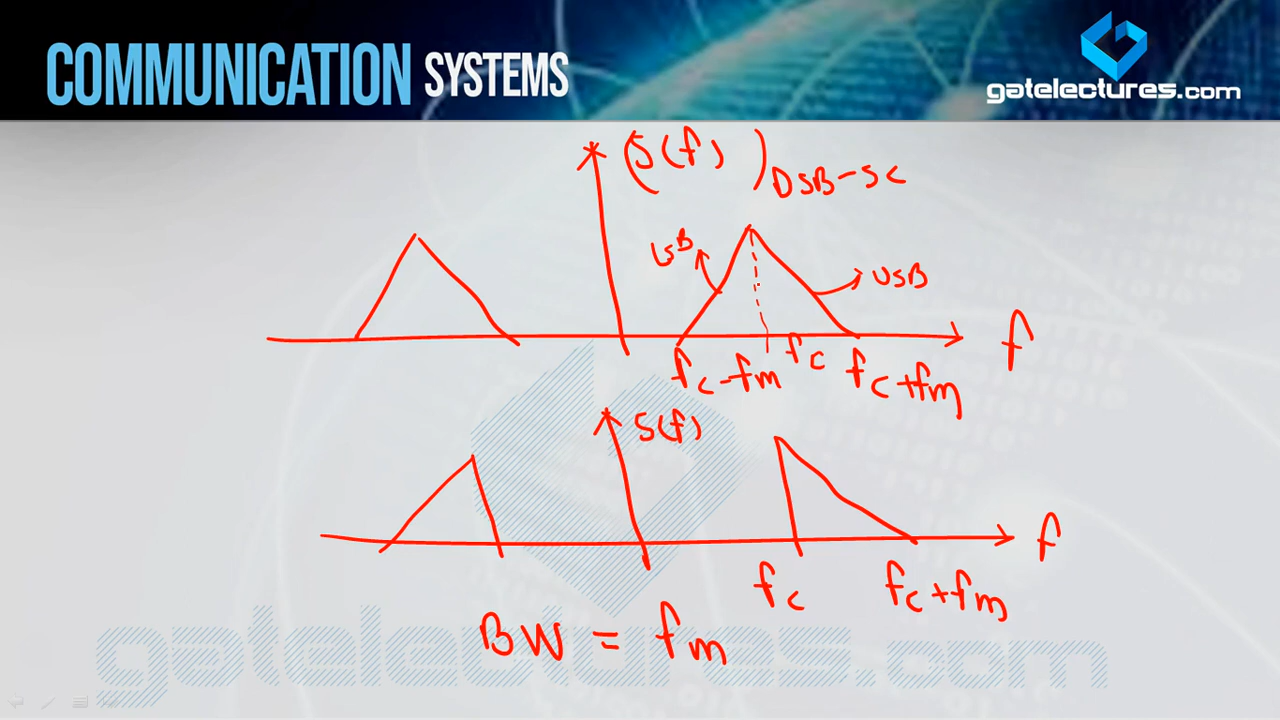 COMMUNICATION SYSTEMS
gatelectures.com
(S(f))DSB-SC
LSB
USB
fc-fm
fc
fc+fm
f
S(f)
f
fc
fc+fm
BW = fm
gatelectures.com